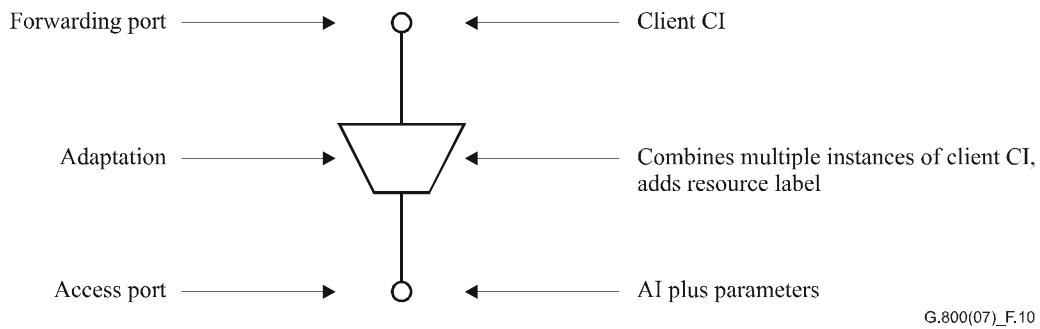 Forwarding port
Client CI
Adaptation
Combines multiple instances of client CI,
adds resource label
Access port
AI plus parameters
G.800(07)_F.10